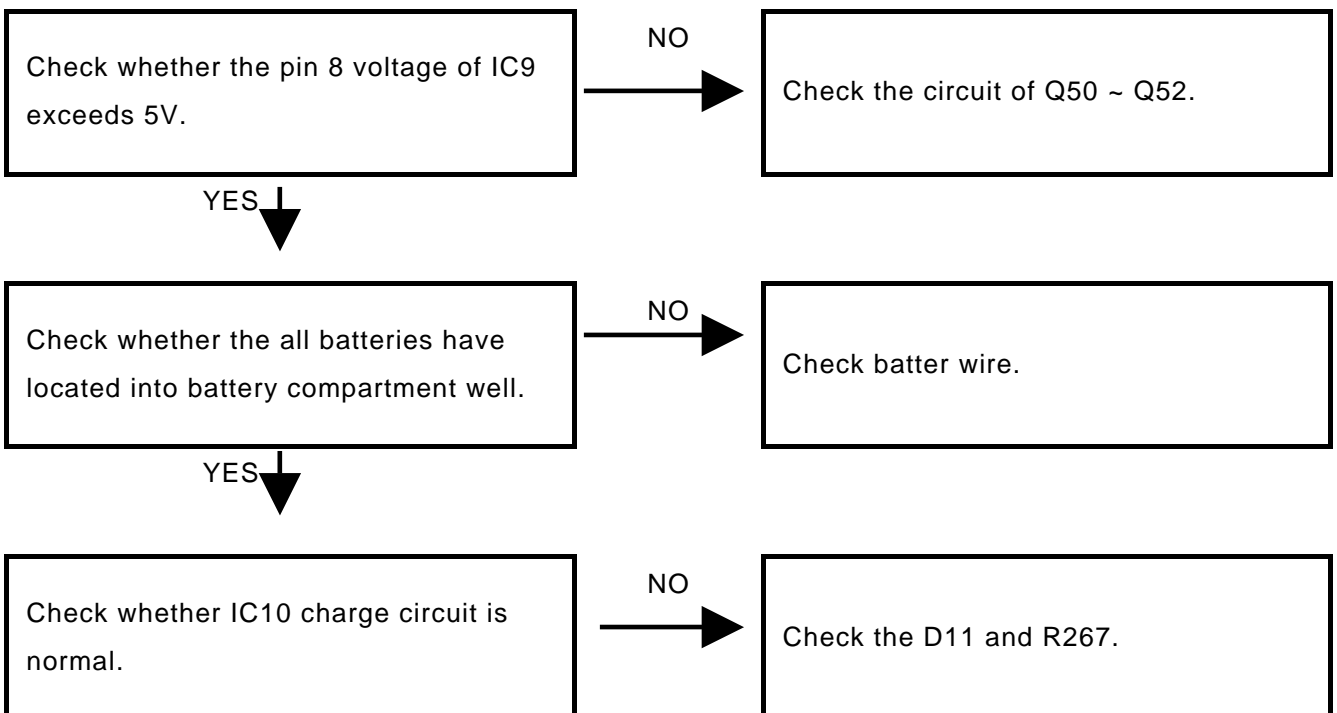 Check whether the pin 8 voltage of IC9
exceeds 5V.
NO
Check the circuit of Q50 ~ Q52.
YES
Check whether the all batteries have
located into battery compartment well.
NO
Check batter wire.
YES
Check whether IC10 charge circuit is
normal.
NO
Check the D11 and R267.